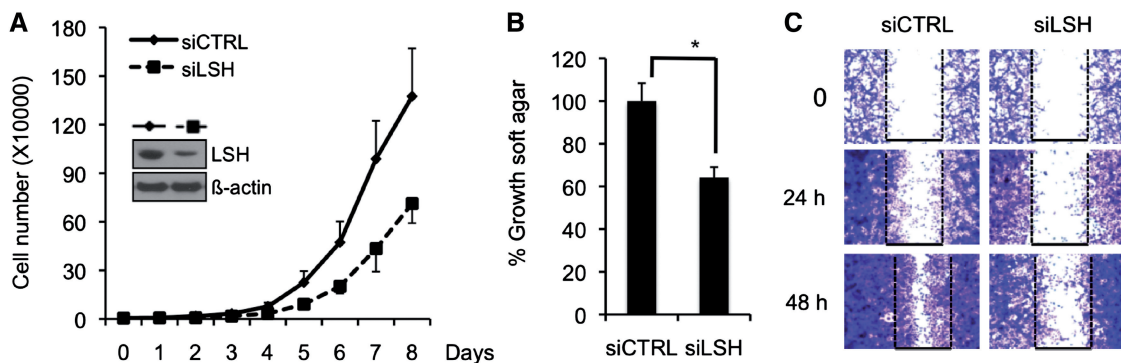 A
Cell number (X10000)
180
150
120
90
60
30
0
siCTRL
siLSH
LSH
ß-actin
0 1 2 3 4 5 6 7 8 Days
B
% Growth soft agar
120
100
80
60
40
20
0
*
siCTRL siLSH
C
siCTRL siLSH
0
24 h
48 h